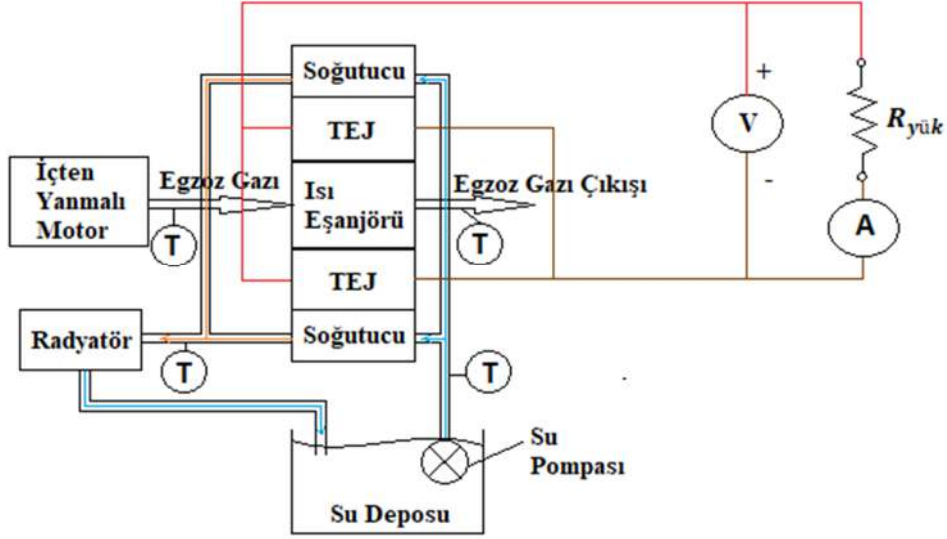 Soğutucu
TEJ
+
V
-
R yük
İçten
Yanmalı
Motor
Egzoz Gazı
Isı
Eşanjörü
Egzoz Gazı Çıkışı
T
T
A
TEJ
Radyatör
Soğutucu
T
T
Su
Pompası
Su Deposu